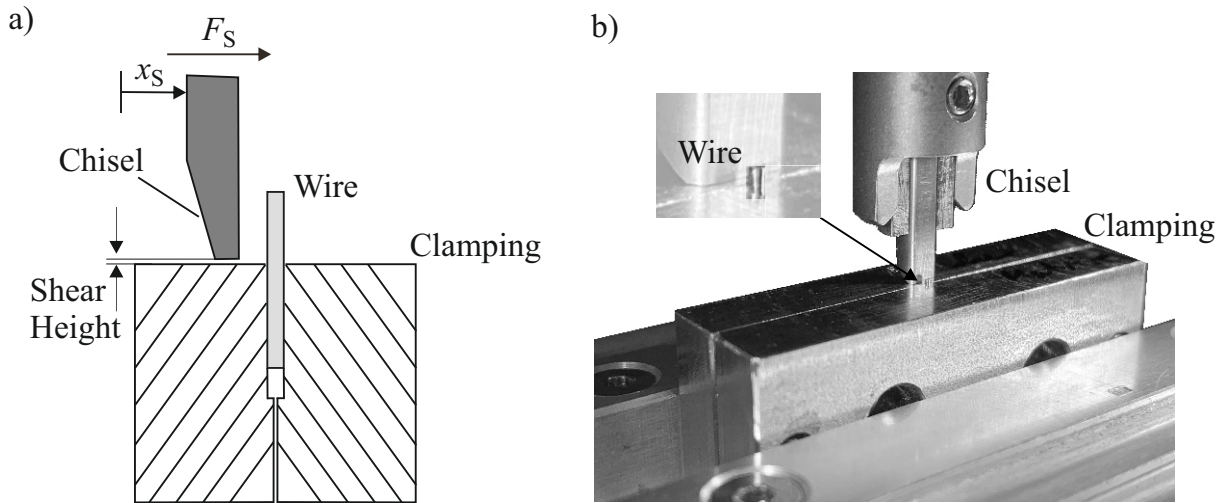 a)
F_S
x_S
Chisel
Wire
Clamping
Shear
Height
b)
Wire
Chisel
Clamping